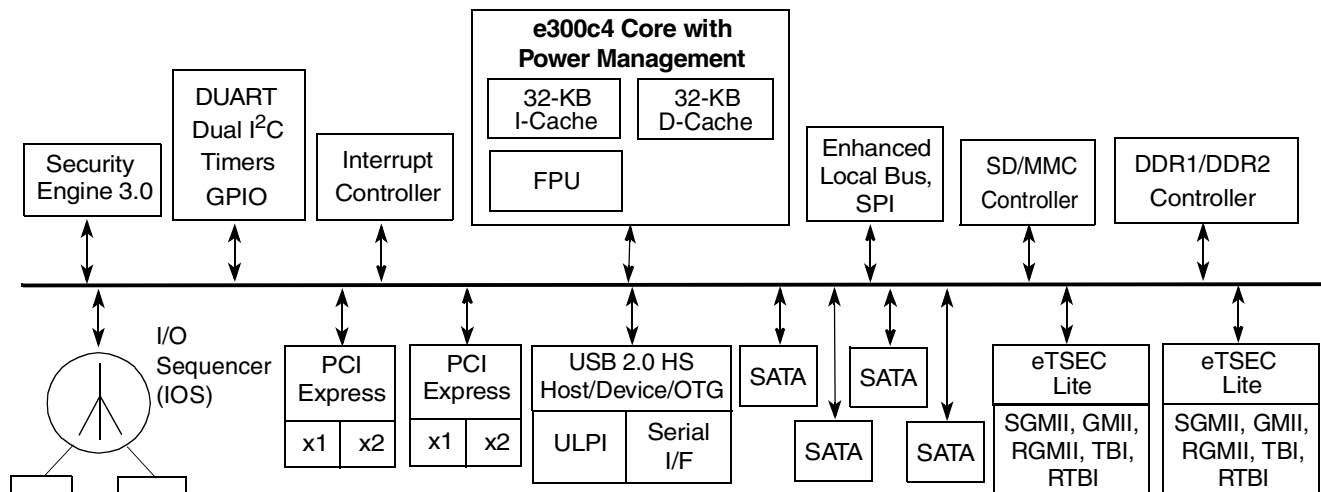 e300c4 Core with
Power Management
32-KB
I-Cache
32-KB
D-Cache
FPU
Security
Engine 3.0
DUART
Dual I²C
Timers
GPIO
Interrupt
Controller
Enhanced
Local Bus,
SPI
SD/MMC
Controller
DDR1/DDR2
Controller
I/O
Sequencer
(IOS)
PCI
Express
x1
x2
PCI
Express
x1
x2
USB 2.0 HS
Host/Device/OTG
ULPI
Serial
I/F
SATA
SATA
SATA
SATA
eTSEC
Lite
SGMII, GMII,
RGMII, TBI,
RTBI
eTSEC
Lite
SGMII, GMII,
RGMII, TBI,
RTBI